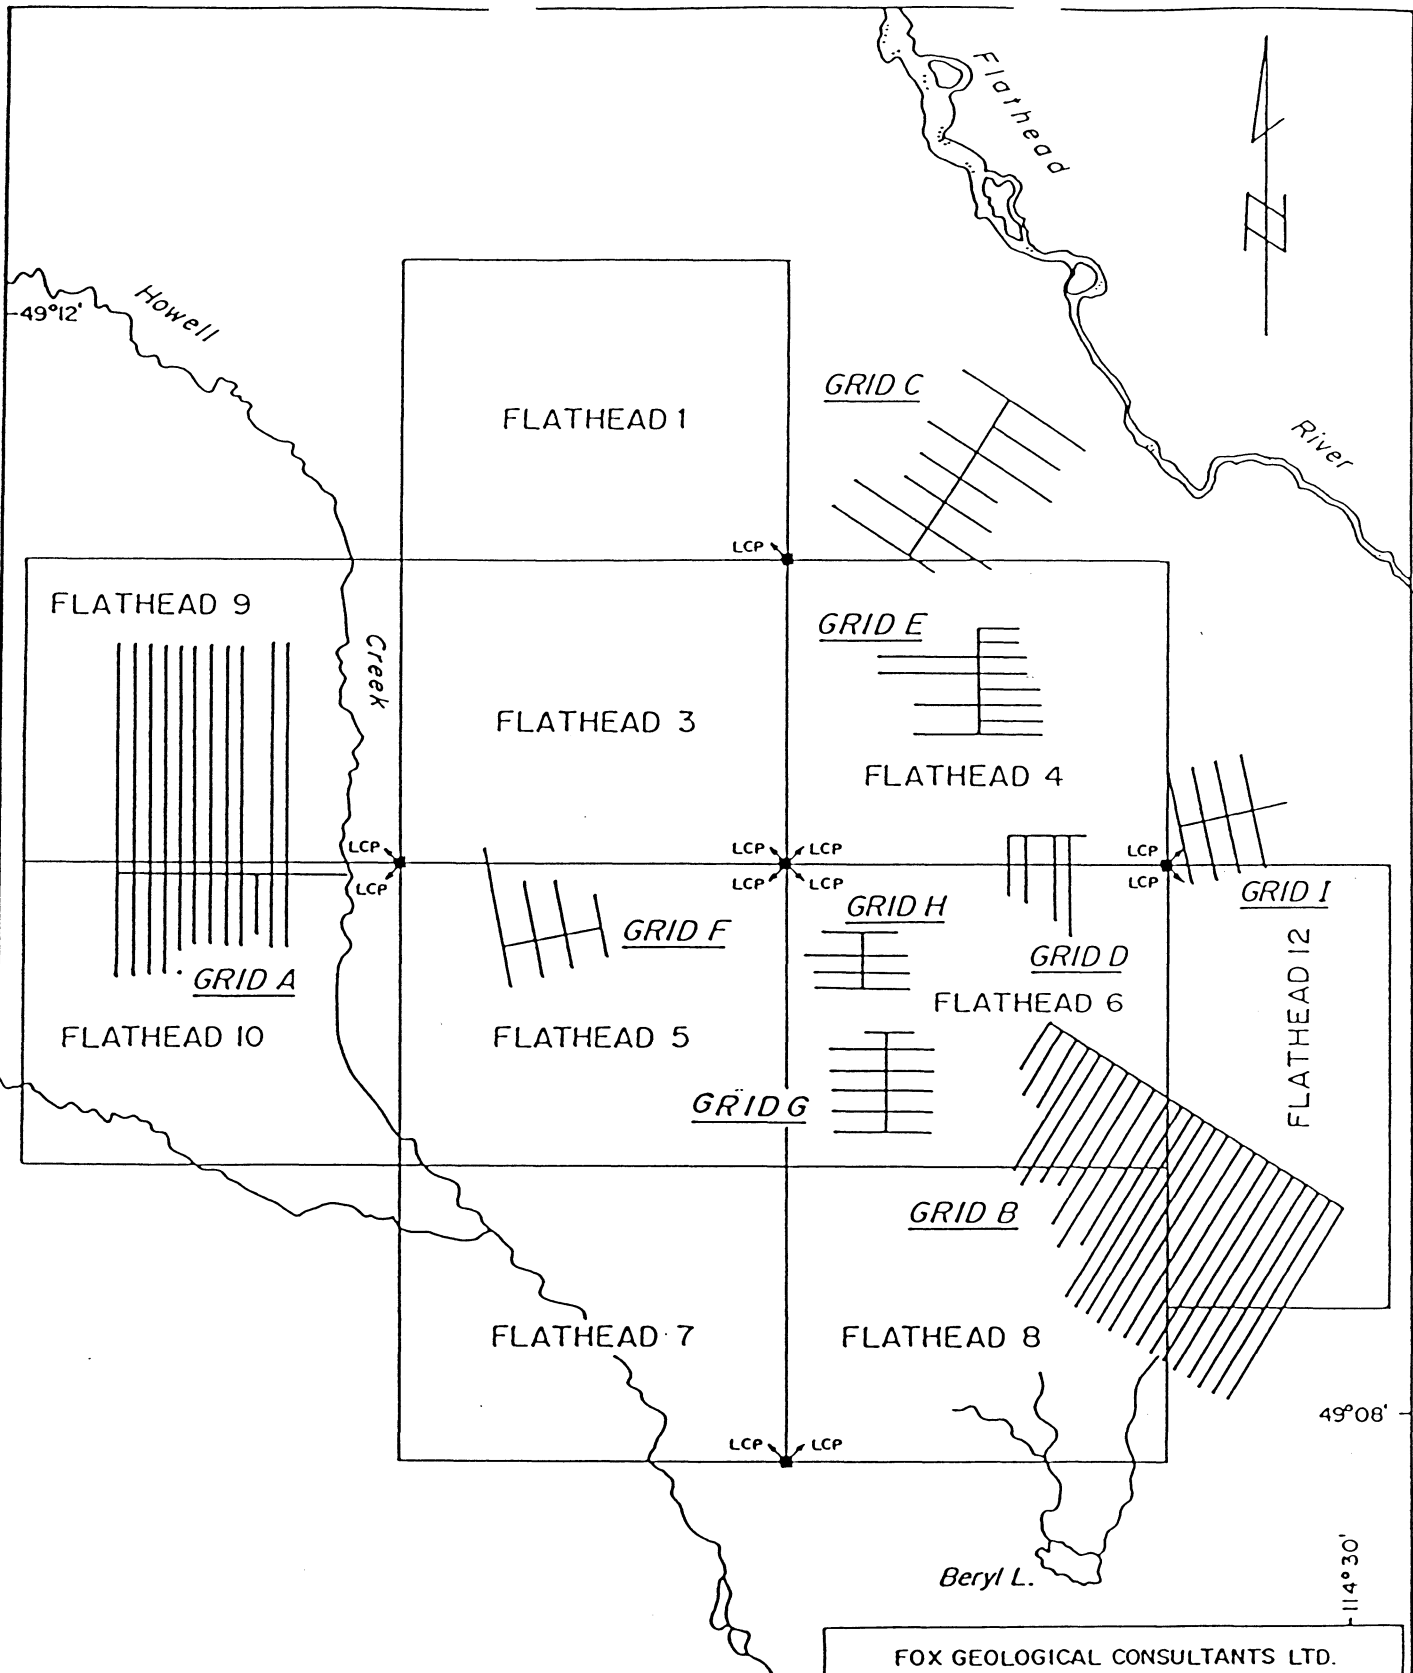 Flathead
49°12'
Howell
GRID C
FLATHEAD 1
River
LCP
FLATHEAD 9
GRID E
Creek
FLATHEAD 3
FLATHEAD 4
LCP
LCP LCP
LCP
LCP
LCP LCP
LCP
GRID I
GRID H
GRID F
GRID D
GRID A
FLATHEAD 6
FLATHEAD 12
FLATHEAD 10
FLATHEAD 5
GRID G
GRID B
FLATHEAD 7
FLATHEAD 8
49°08'
LCP LCP
Beryl L.
114°30'
FOX GEOLOGICAL CONSULTANTS LTD.